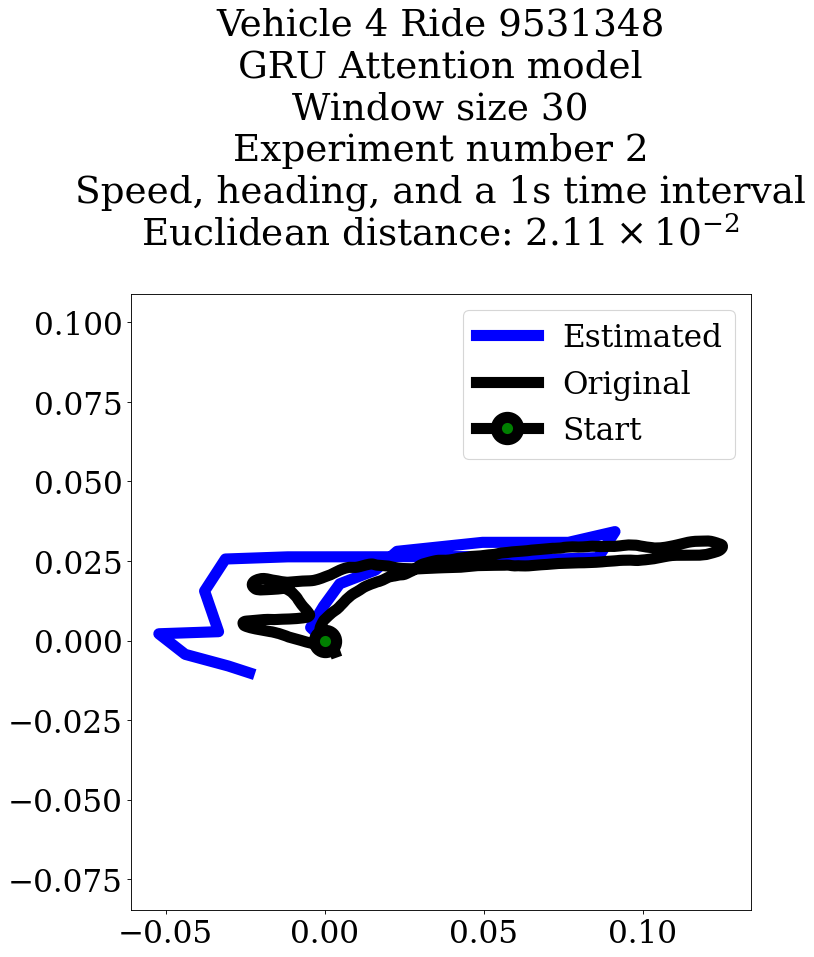 Vehicle 4 Ride 9531348
GRU Attention model
Window size 30
Experiment number 2
Speed, heading, and a 1s time interval
Euclidean distance: 2.11 × 10⁻²
Estimated
Original
Start
0.100
0.075
0.050
0.025
0.000
−0.025
−0.050
−0.075
−0.05 0.00 0.05 0.10